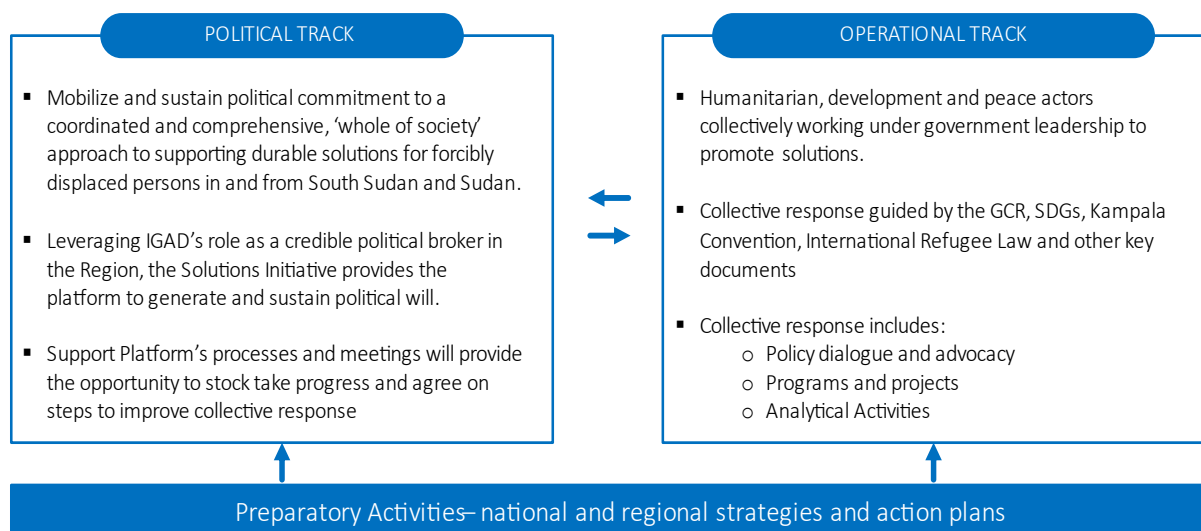 POLITICAL TRACK
▪ Mobilize and sustain political commitment to a
coordinated and comprehensive, ‘whole of society’
approach to supporting durable solutions for forcibly
displaced persons in and from South Sudan and Sudan.
▪ Leveraging IGAD’s role as a credible political broker in
the Region, the Solutions Initiative provides the
platform to generate and sustain political will.
▪ Support Platform’s processes and meetings will provide
the opportunity to stock take progress and agree on
steps to improve collective response
OPERATIONAL TRACK
▪ Humanitarian, development and peace actors
collectively working under government leadership to
promote solutions.
▪ Collective response guided by the GCR, SDGs, Kampala
Convention, International Refugee Law and other key
documents
▪ Collective response includes:
o Policy dialogue and advocacy
o Programs and projects
o Analytical Activities
Preparatory Activities– national and regional strategies and action plans